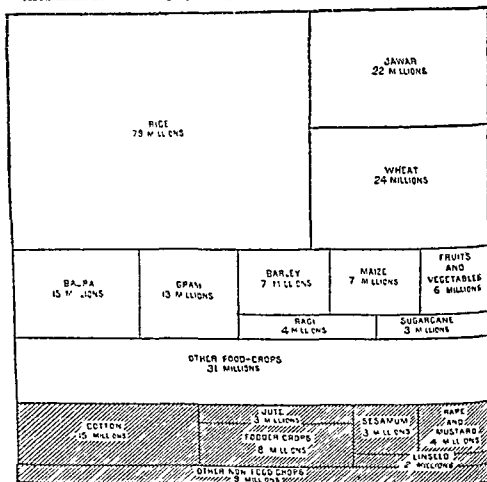 JAWAR
22 MILLIONS
RICE
79 MILLIONS
WHEAT
24 MILLIONS
BAJRA
15 MILLIONS
GRAM
13 MILLIONS
BARLEY
7 MILLIONS
MAIZE
7 MILLIONS
FRUITS
AND
VEGETABLES
6 MILLIONS
RAGI
4 MILLIONS
SUGARCANE
3 MILLIONS
OTHER FOOD-CROPS
31 MILLIONS
COTTON
15 MILLIONS
JUTE
3 MILLIONS
FODDER CROPS
8 MILLIONS
SESAMUM
3 MILLIONS
RAPE
AND
MUSTARD
4 MILLIONS
LINSEED
2 MILLIONS
OTHER NON FEED CROPS
9 MILLIONS